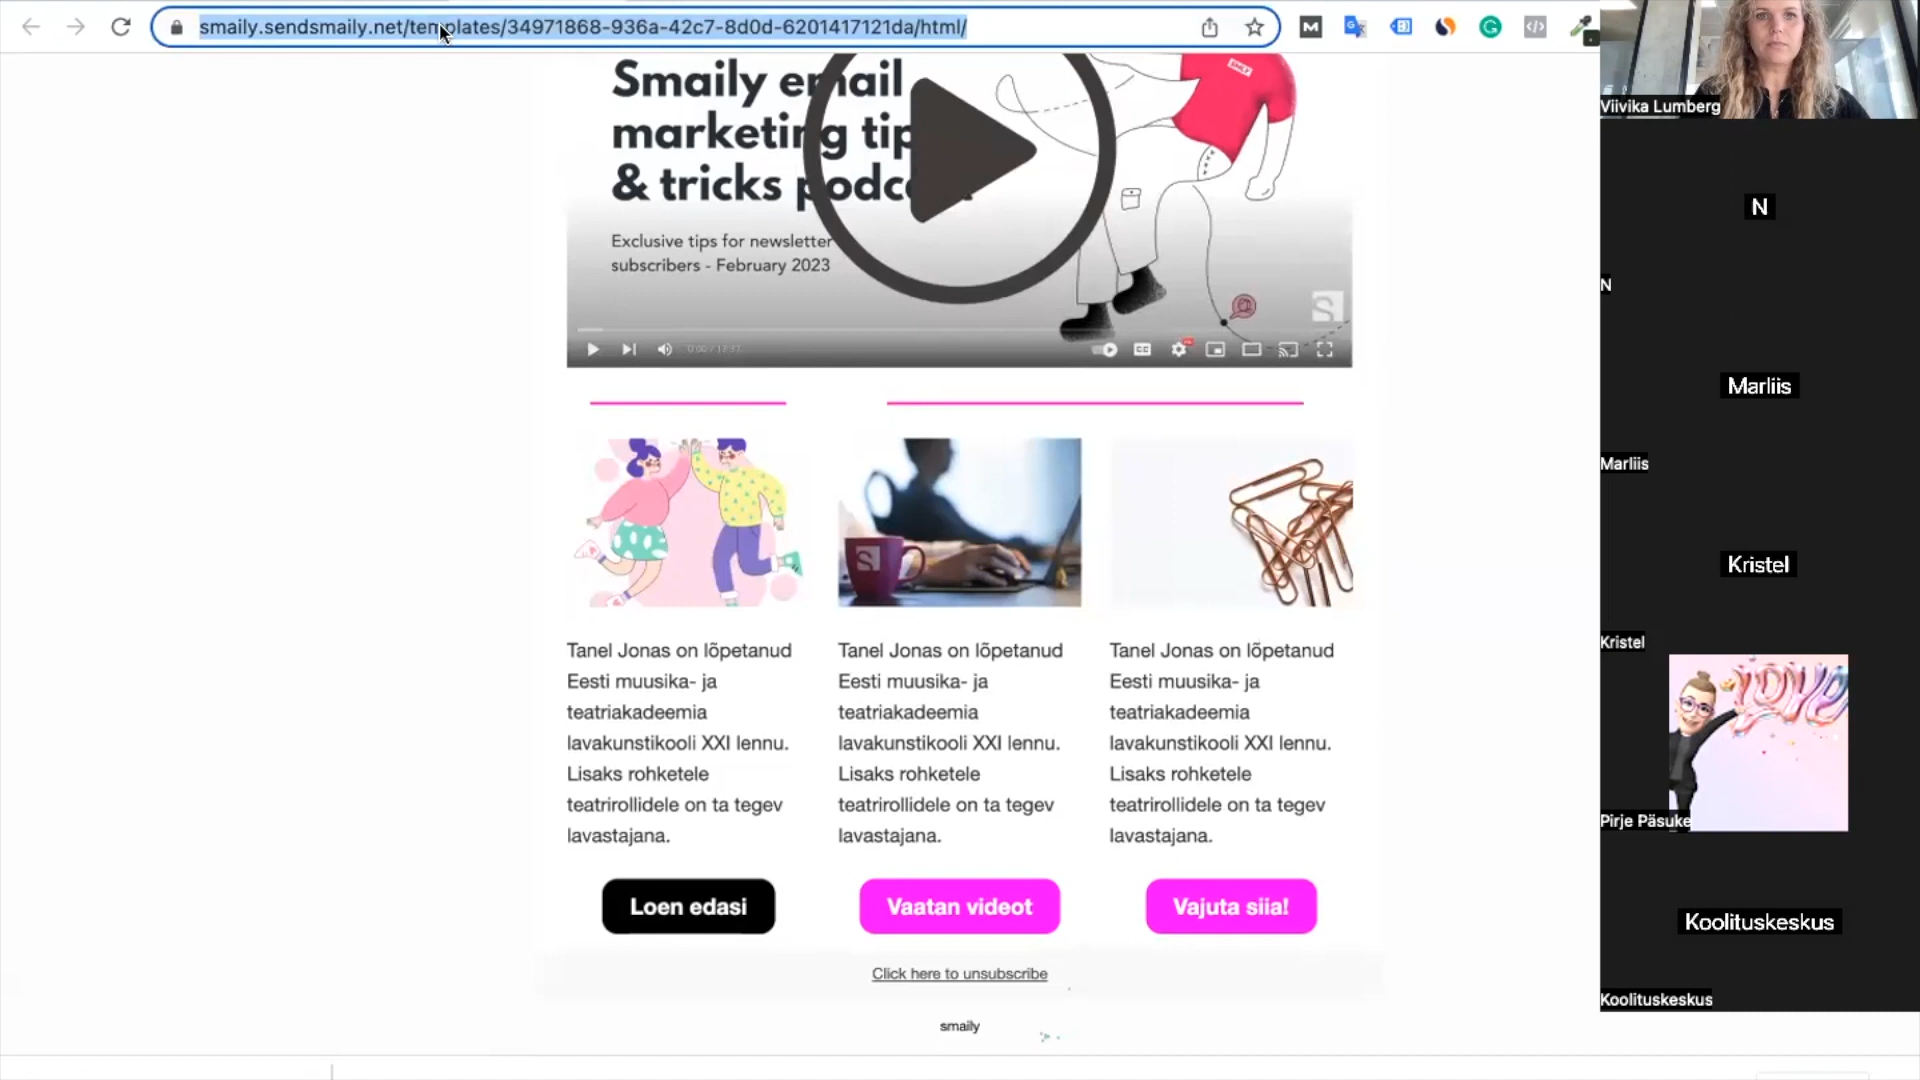 smaily.sendsmaily.net/templates/34971868-936a-42c7-8d0d-6201417121da/html/
Smaily email
marketing
& tricks
Exclusive tips for newsletter
subscribers - February 2023
SMLY
CC
Tanel Jonas on lõpetanud
Eesti muusika- ja
teatriakadeemia
lavakunstikooli XXI lennu.
Lisaks rohketele
teatrirollidele on ta tegev
lavastajana.
Loen edasi
Tanel Jonas on lõpetanud
Eesti muusika- ja
teatriakadeemia
lavakunstikooli XXI lennu.
Lisaks rohketele
teatrirollidele on ta tegev
lavastajana.
Vaatan videot
Tanel Jonas on lõpetanud
Eesti muusika- ja
teatriakadeemia
lavakunstikooli XXI lennu.
Lisaks rohketele
teatrirollidele on ta tegev
lavastajana.
Vajuta siia!
Click here to unsubscribe
smaily
Viivika Lumberg
N
N
Marliis
Marliis
Kristel
Kristel
Pirje Päsuke
Koolituskeskus
Koolituskeskus